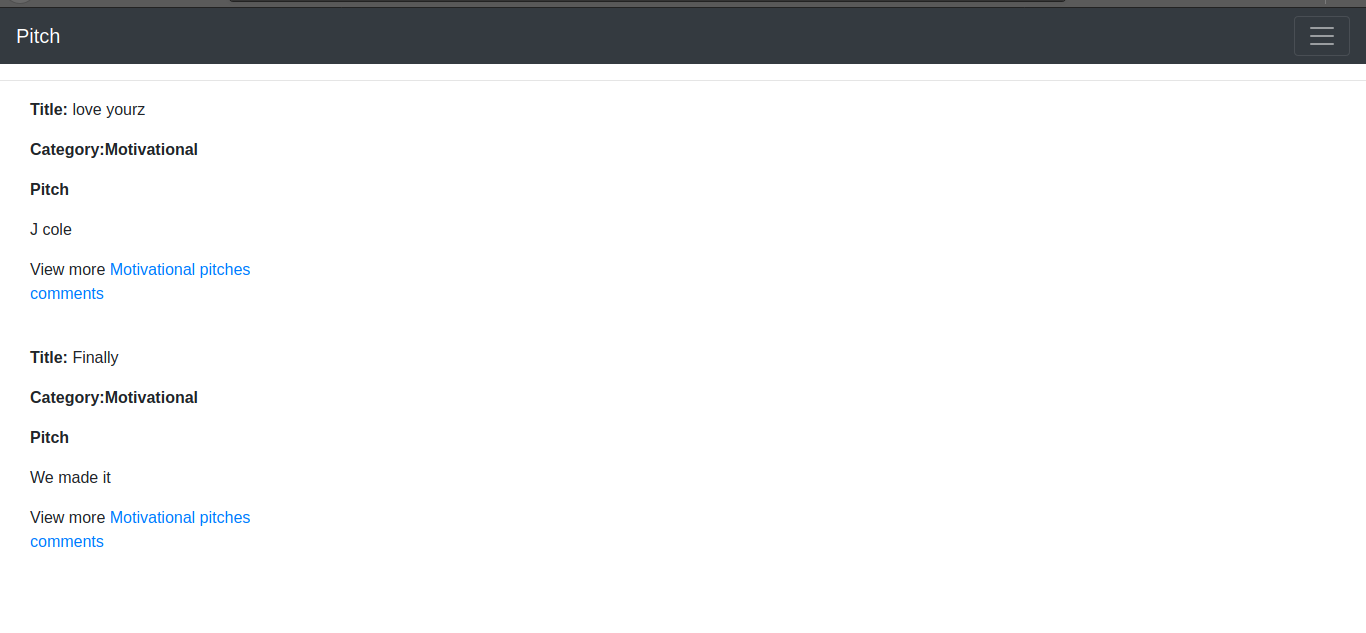 Pitch
Title: love yourz
Category:Motivational
Pitch
J cole
View more Motivational pitches
comments
Title: Finally
Category:Motivational
Pitch
We made it
View more Motivational pitches
comments